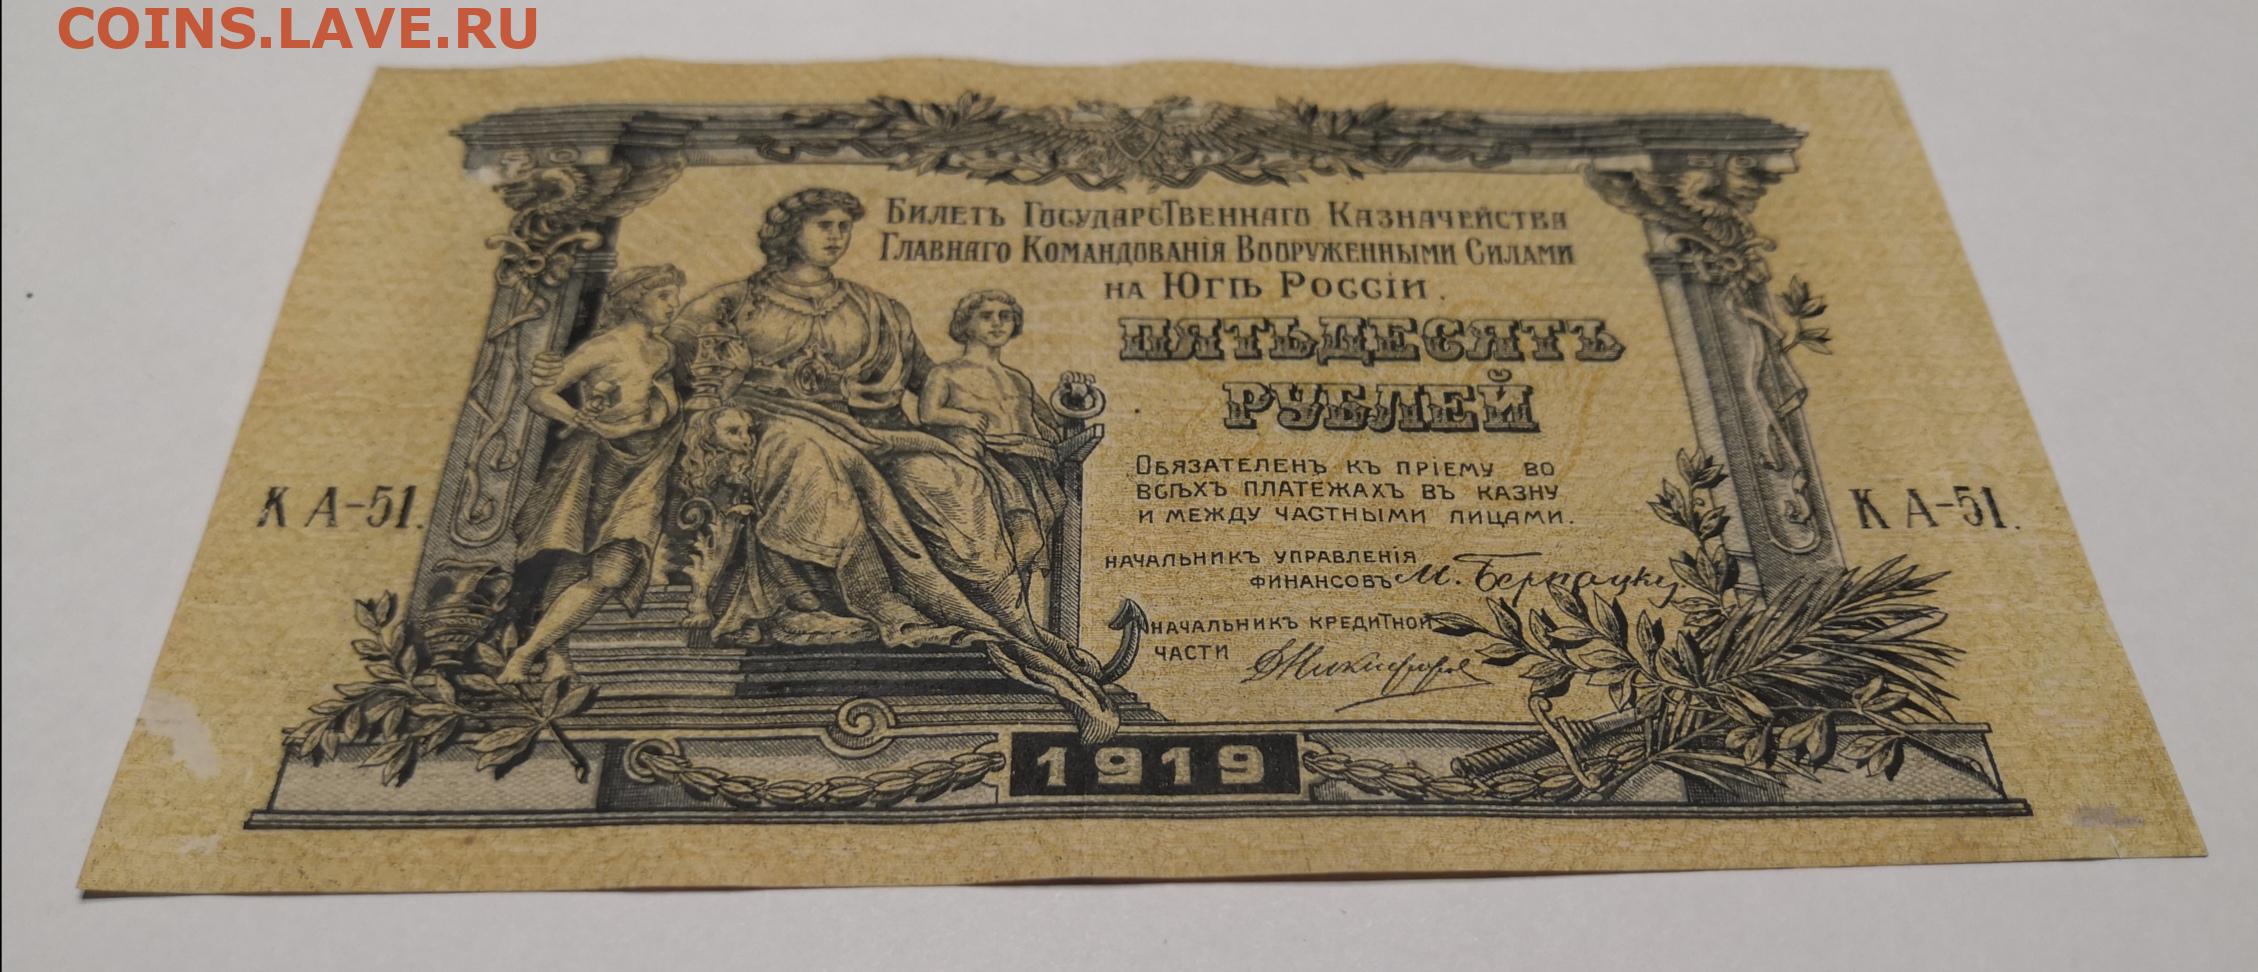 COINS.LAVE.RU
Билетъ Государственнаго Казначейства
Главнаго Командованія Вооруженными Силами
на Югѣ Россіи.
ПЯТЬДЕСЯТЪ
РУБЛЕЙ
Обязателенъ къ пріему во
всѣхъ платежахъ въ казну
и между частными лицами.
КА-51.
КА-51.
Начальникъ Управленія
Финансовъ М. Бернацкій
Начальникъ Кредитной
Части
1919